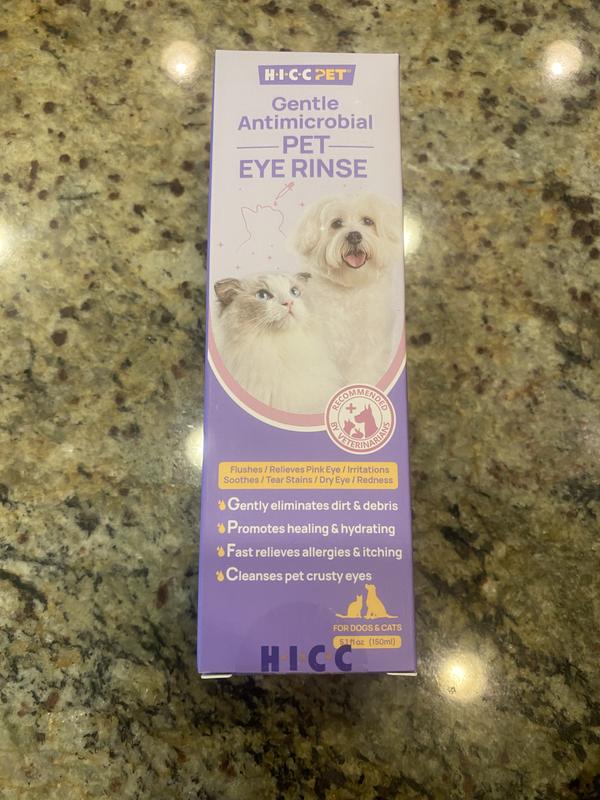 H·I·C·C PET
Gentle
Antimicrobial
PET
EYE RINSE
RECOMMENDED
BY VETERINARIANS
Flushes / Relieves Pink Eye / Irritations
Soothes / Tear Stains / Dry Eye / Redness
Gently eliminates dirt & debris
Promotes healing & hydrating
Fast relieves allergies & itching
Cleanses pet crusty eyes
FOR DOGS & CATS
5.1 fl oz (150ml)
H·I·C·C